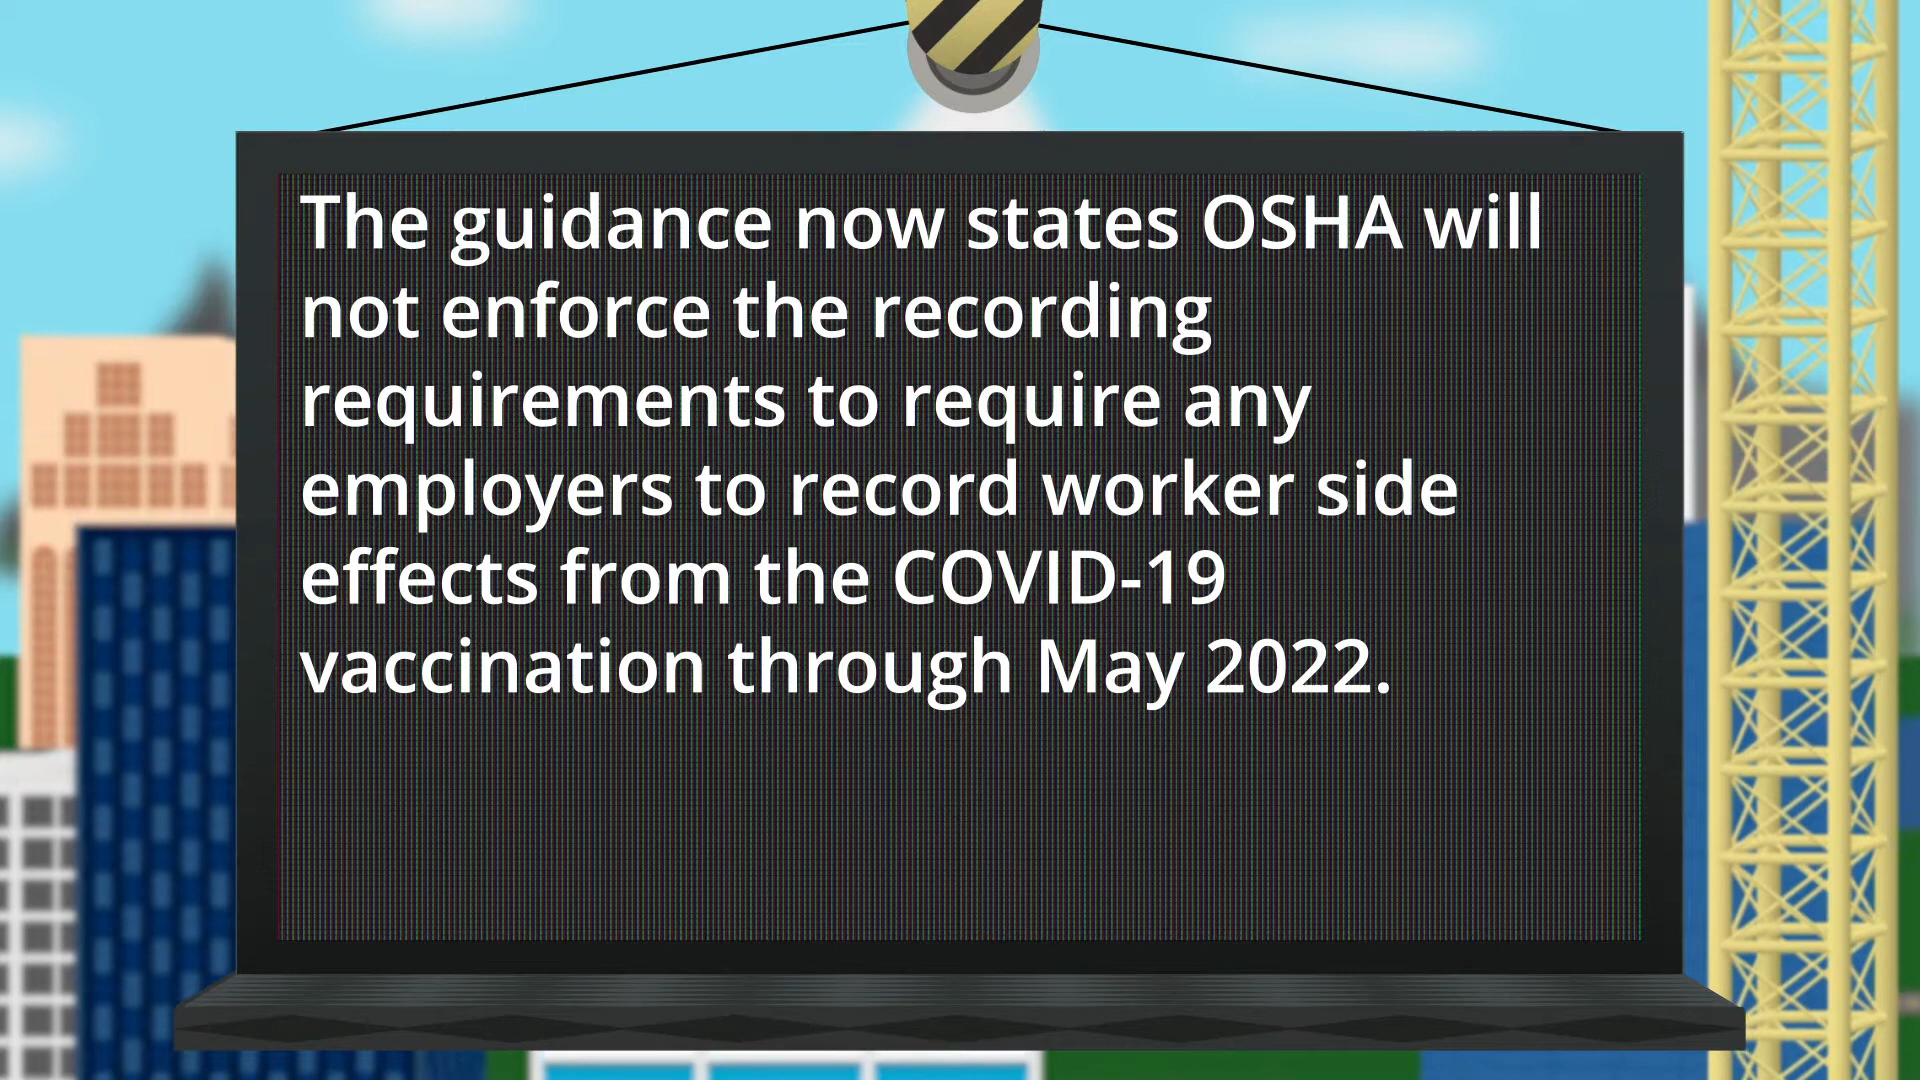 The guidance now states OSHA will
not enforce the recording
requirements to require any
employers to record worker side
effects from the COVID-19
vaccination through May 2022.